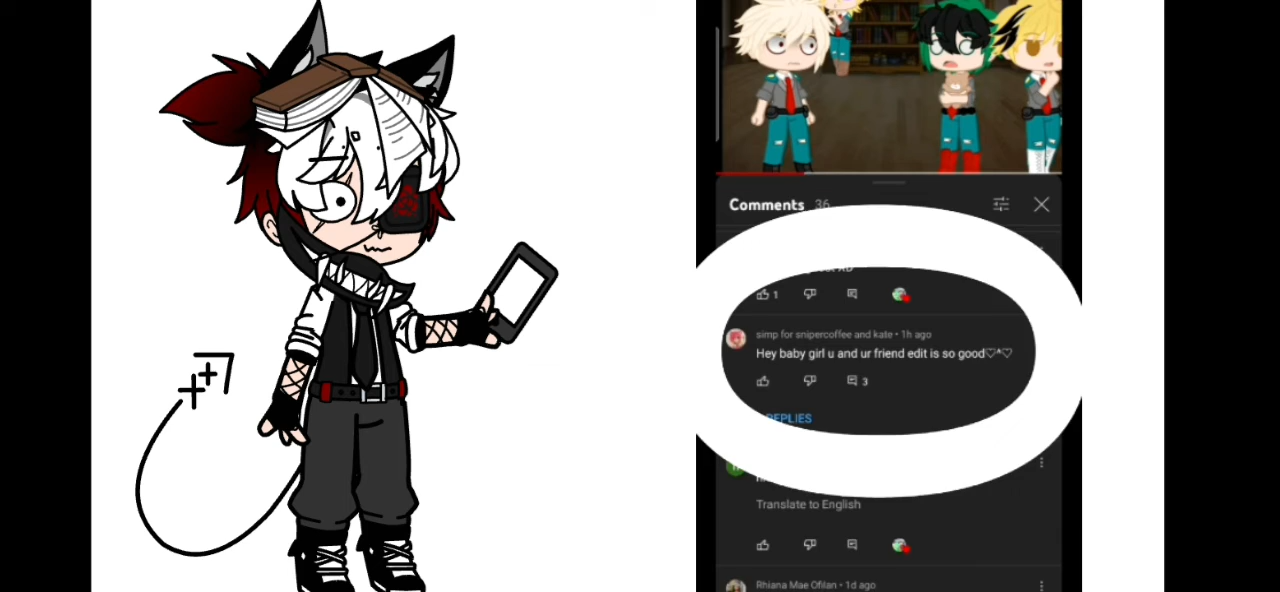 Comments 36
1
simp for snipercoffee and kate • 1h ago
Hey baby girl u and ur friend edit is so good♡^♡
3
REPLIES
Translate to English
Rhiana Mae Ofilan • 1d ago